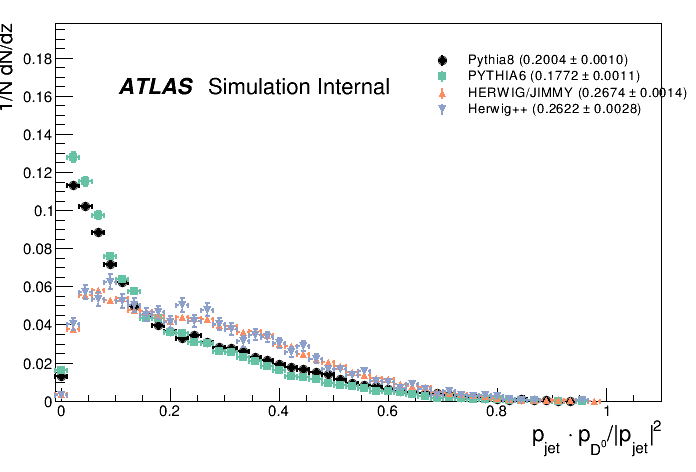 1/N dN/dz
0.18
0.16
0.14
0.12
0.1
0.08
0.06
0.04
0.02
0
ATLAS Simulation Internal
Pythia8 (0.2004 ± 0.0010)
PYTHIA6 (0.1772 ± 0.0011)
HERWIG/JIMMY (0.2674 ± 0.0014)
Herwig++ (0.2622 ± 0.0028)
0 0.2 0.4 0.6 0.8 1
p_jet · p_D⁰/|p_jet|²